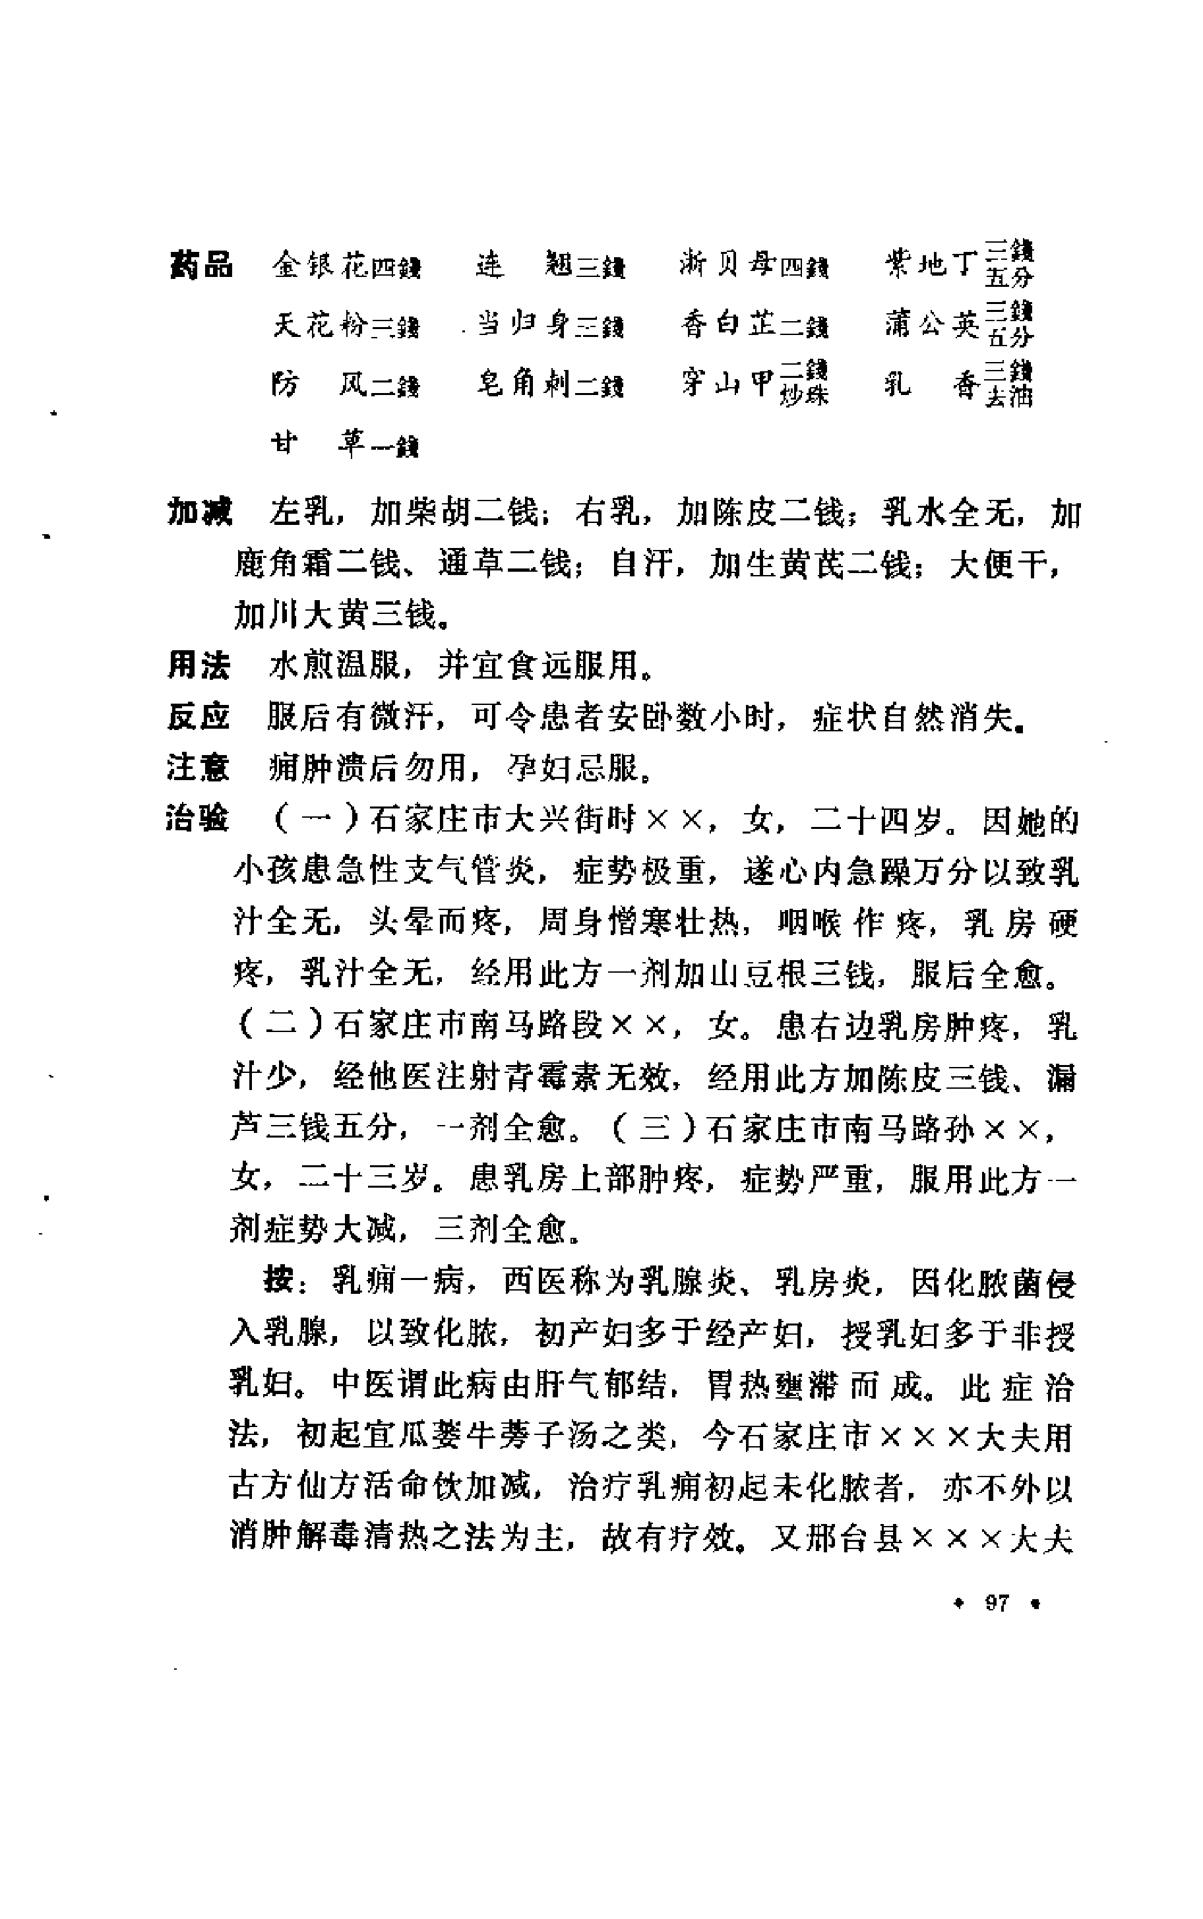 药品 金银花四錢 连翘三錢 浙贝母四錢 紫地丁三錢五分
天花粉三錢 当归身三錢 香白芷二錢 蒲公英三錢五分
防风二錢 皂角刺二錢 穿山甲二錢炒珠 乳香三錢去油
甘草一錢
加减 左乳，加柴胡二钱；右乳，加陈皮二钱；乳水全无，加
鹿角霜二钱、通草二钱；自汗，加生黄芪二钱；大便干，
加川大黄三钱。
用法 水煎温服，并宜食远服用。
反应 服后有微汗，可令患者安卧数小时，症状自然消失。
注意 痈肿溃后勿用，孕妇忌服。
治验 （一）石家庄市大兴街时××，女，二十四岁。因她的
小孩患急性支气管炎，症势极重，遂心内急躁万分以致乳
汁全无，头晕而疼，周身憎寒壮热，咽喉作疼，乳房硬
疼，乳汁全无，经用此方一剂加山豆根三钱，服后全愈。
（二）石家庄市南马路段××，女。患右边乳房肿疼，乳
汁少，经他医注射青霉素无效，经用此方加陈皮三钱、漏
芦三钱五分，一剂全愈。（三）石家庄市南马路孙××，
女，二十三岁。患乳房上部肿疼，症势严重，服用此方一
剂症势大减，三剂全愈。
按：乳痈一病，西医称为乳腺炎、乳房炎，因化脓菌侵
入乳腺，以致化脓，初产妇多于经产妇，授乳妇多于非授
乳妇。中医谓此病由肝气郁结，胃热壅滞而成。此症治
法，初起宜瓜蒌牛蒡子汤之类，今石家庄市×××大夫用
古方仙方活命饮加减，治疗乳痈初起未化脓者，亦不外以
消肿解毒清热之法为主，故有疗效。又邢台县×××大夫
• 97 •